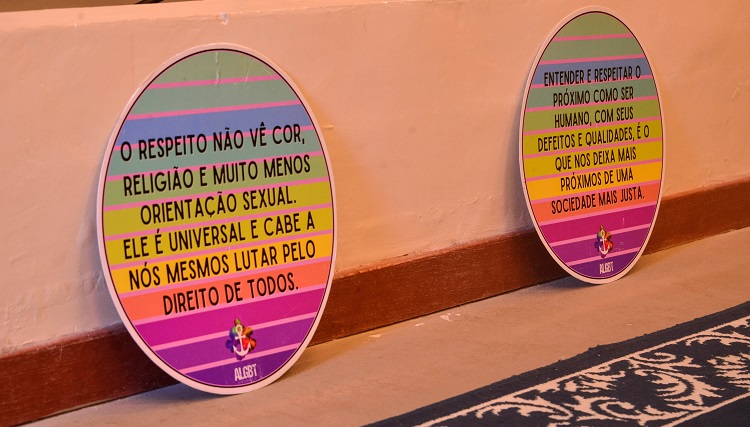 O RESPEITO NÃO VÊ COR,
RELIGIÃO E MUITO MENOS
ORIENTAÇÃO SEXUAL.
ELE É UNIVERSAL E CABE A
NÓS MESMOS LUTAR PELO
DIREITO DE TODOS.
ALGBT
ENTENDER E RESPEITAR O
PRÓXIMO COMO SER
HUMANO, COM SEUS
DEFEITOS E QUALIDADES, É O
QUE NOS DEIXA MAIS
PRÓXIMOS DE UMA
SOCIEDADE MAIS JUSTA.
ALGBT